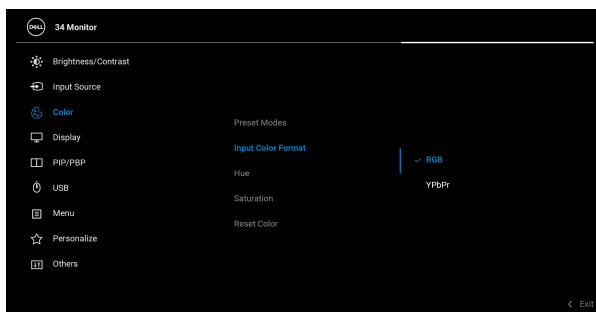 DELL
34 Monitor
Brightness/Contrast
Input Source
Color
Display
PIP/PBP
USB
Menu
Personalize
Others
Preset Modes
Input Color Format
Hue
Saturation
Reset Color
RGB
YPbPr
Exit